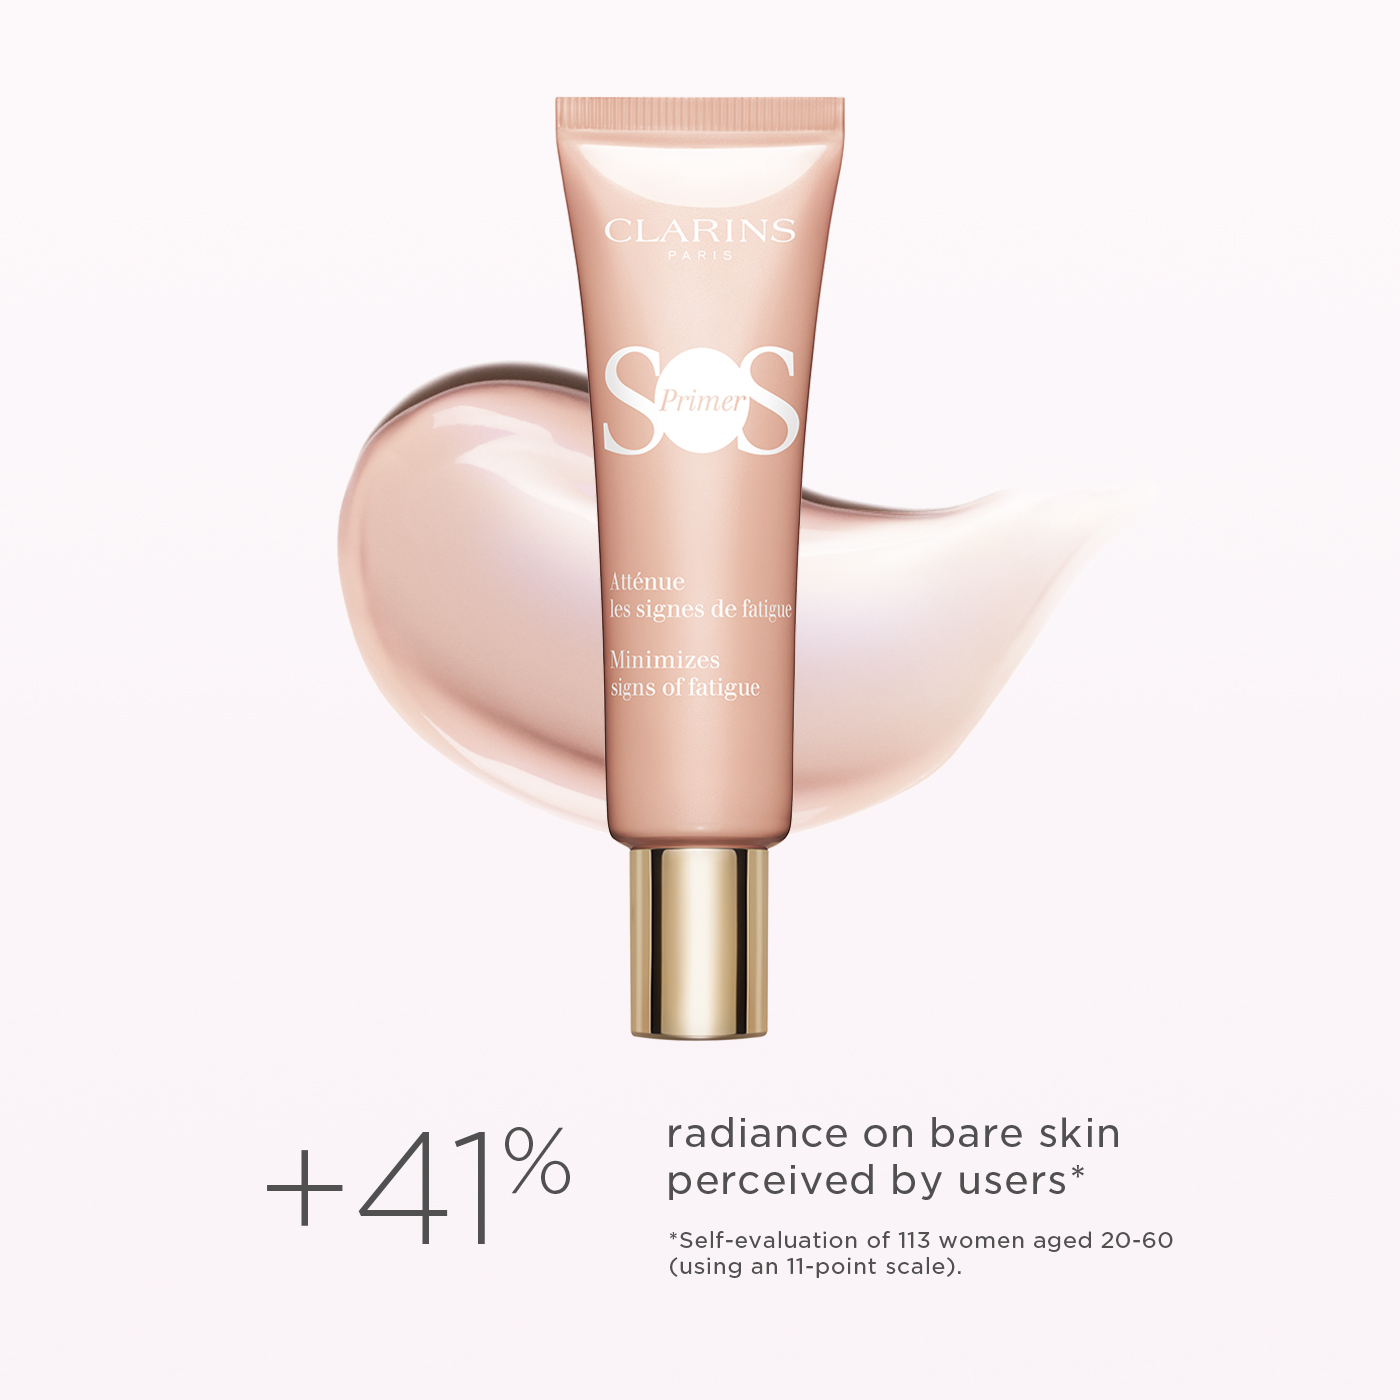 CLARINS
PARIS
SOS
Primer
Atténue
les signes de fatigue
Minimizes
signs of fatigue
+41%
radiance on bare skin
perceived by users*
*Self-evaluation of 113 women aged 20-60
(using an 11-point scale).